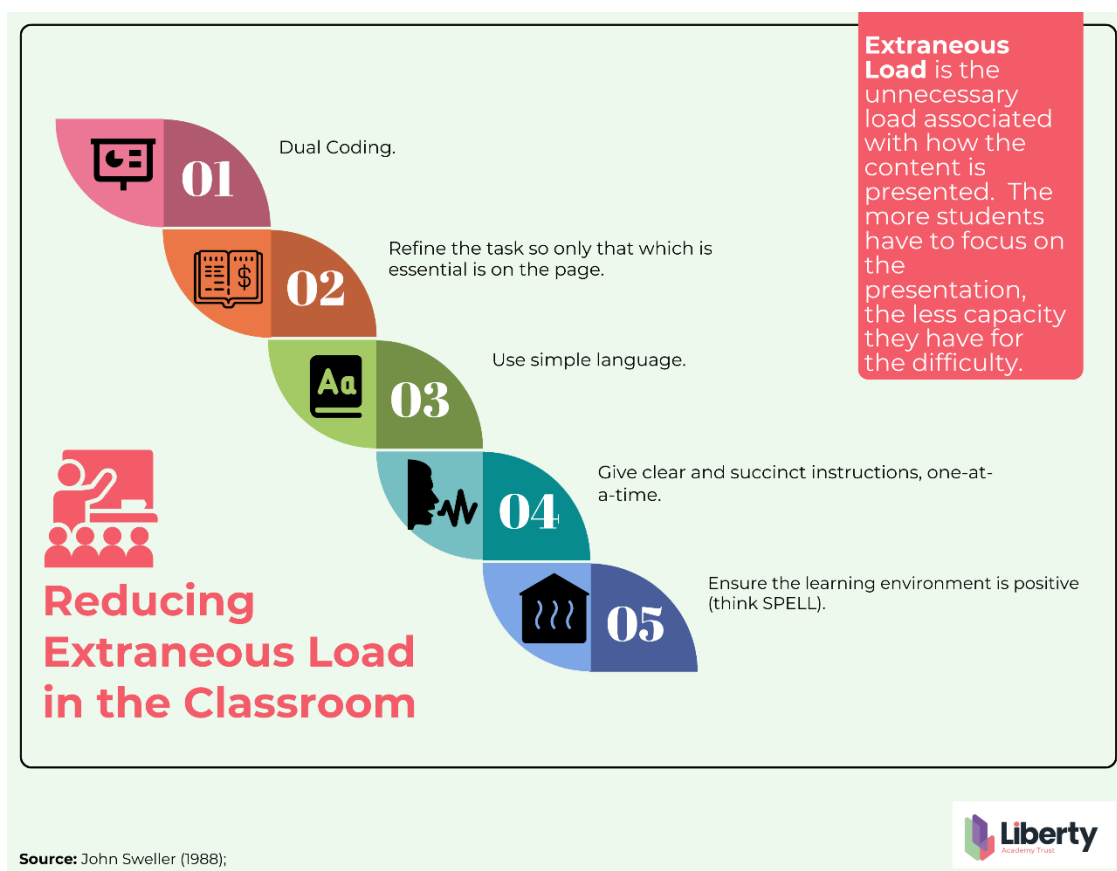 Extraneous
Load is the
unnecessary
load associated
with how the
content is
presented.  The
more students
have to focus on
the
presentation,
the less capacity
they have for
the difficulty.
01
Dual Coding.
$
02
Refine the task so only that which is
essential is on the page.
Aa
03
Use simple language.
04
Give clear and succinct instructions, one-at-
a-time.
05
Ensure the learning environment is positive
(think SPELL).
Reducing
Extraneous Load
in the Classroom
Liberty
Academy Trust
Source: John Sweller (1988);